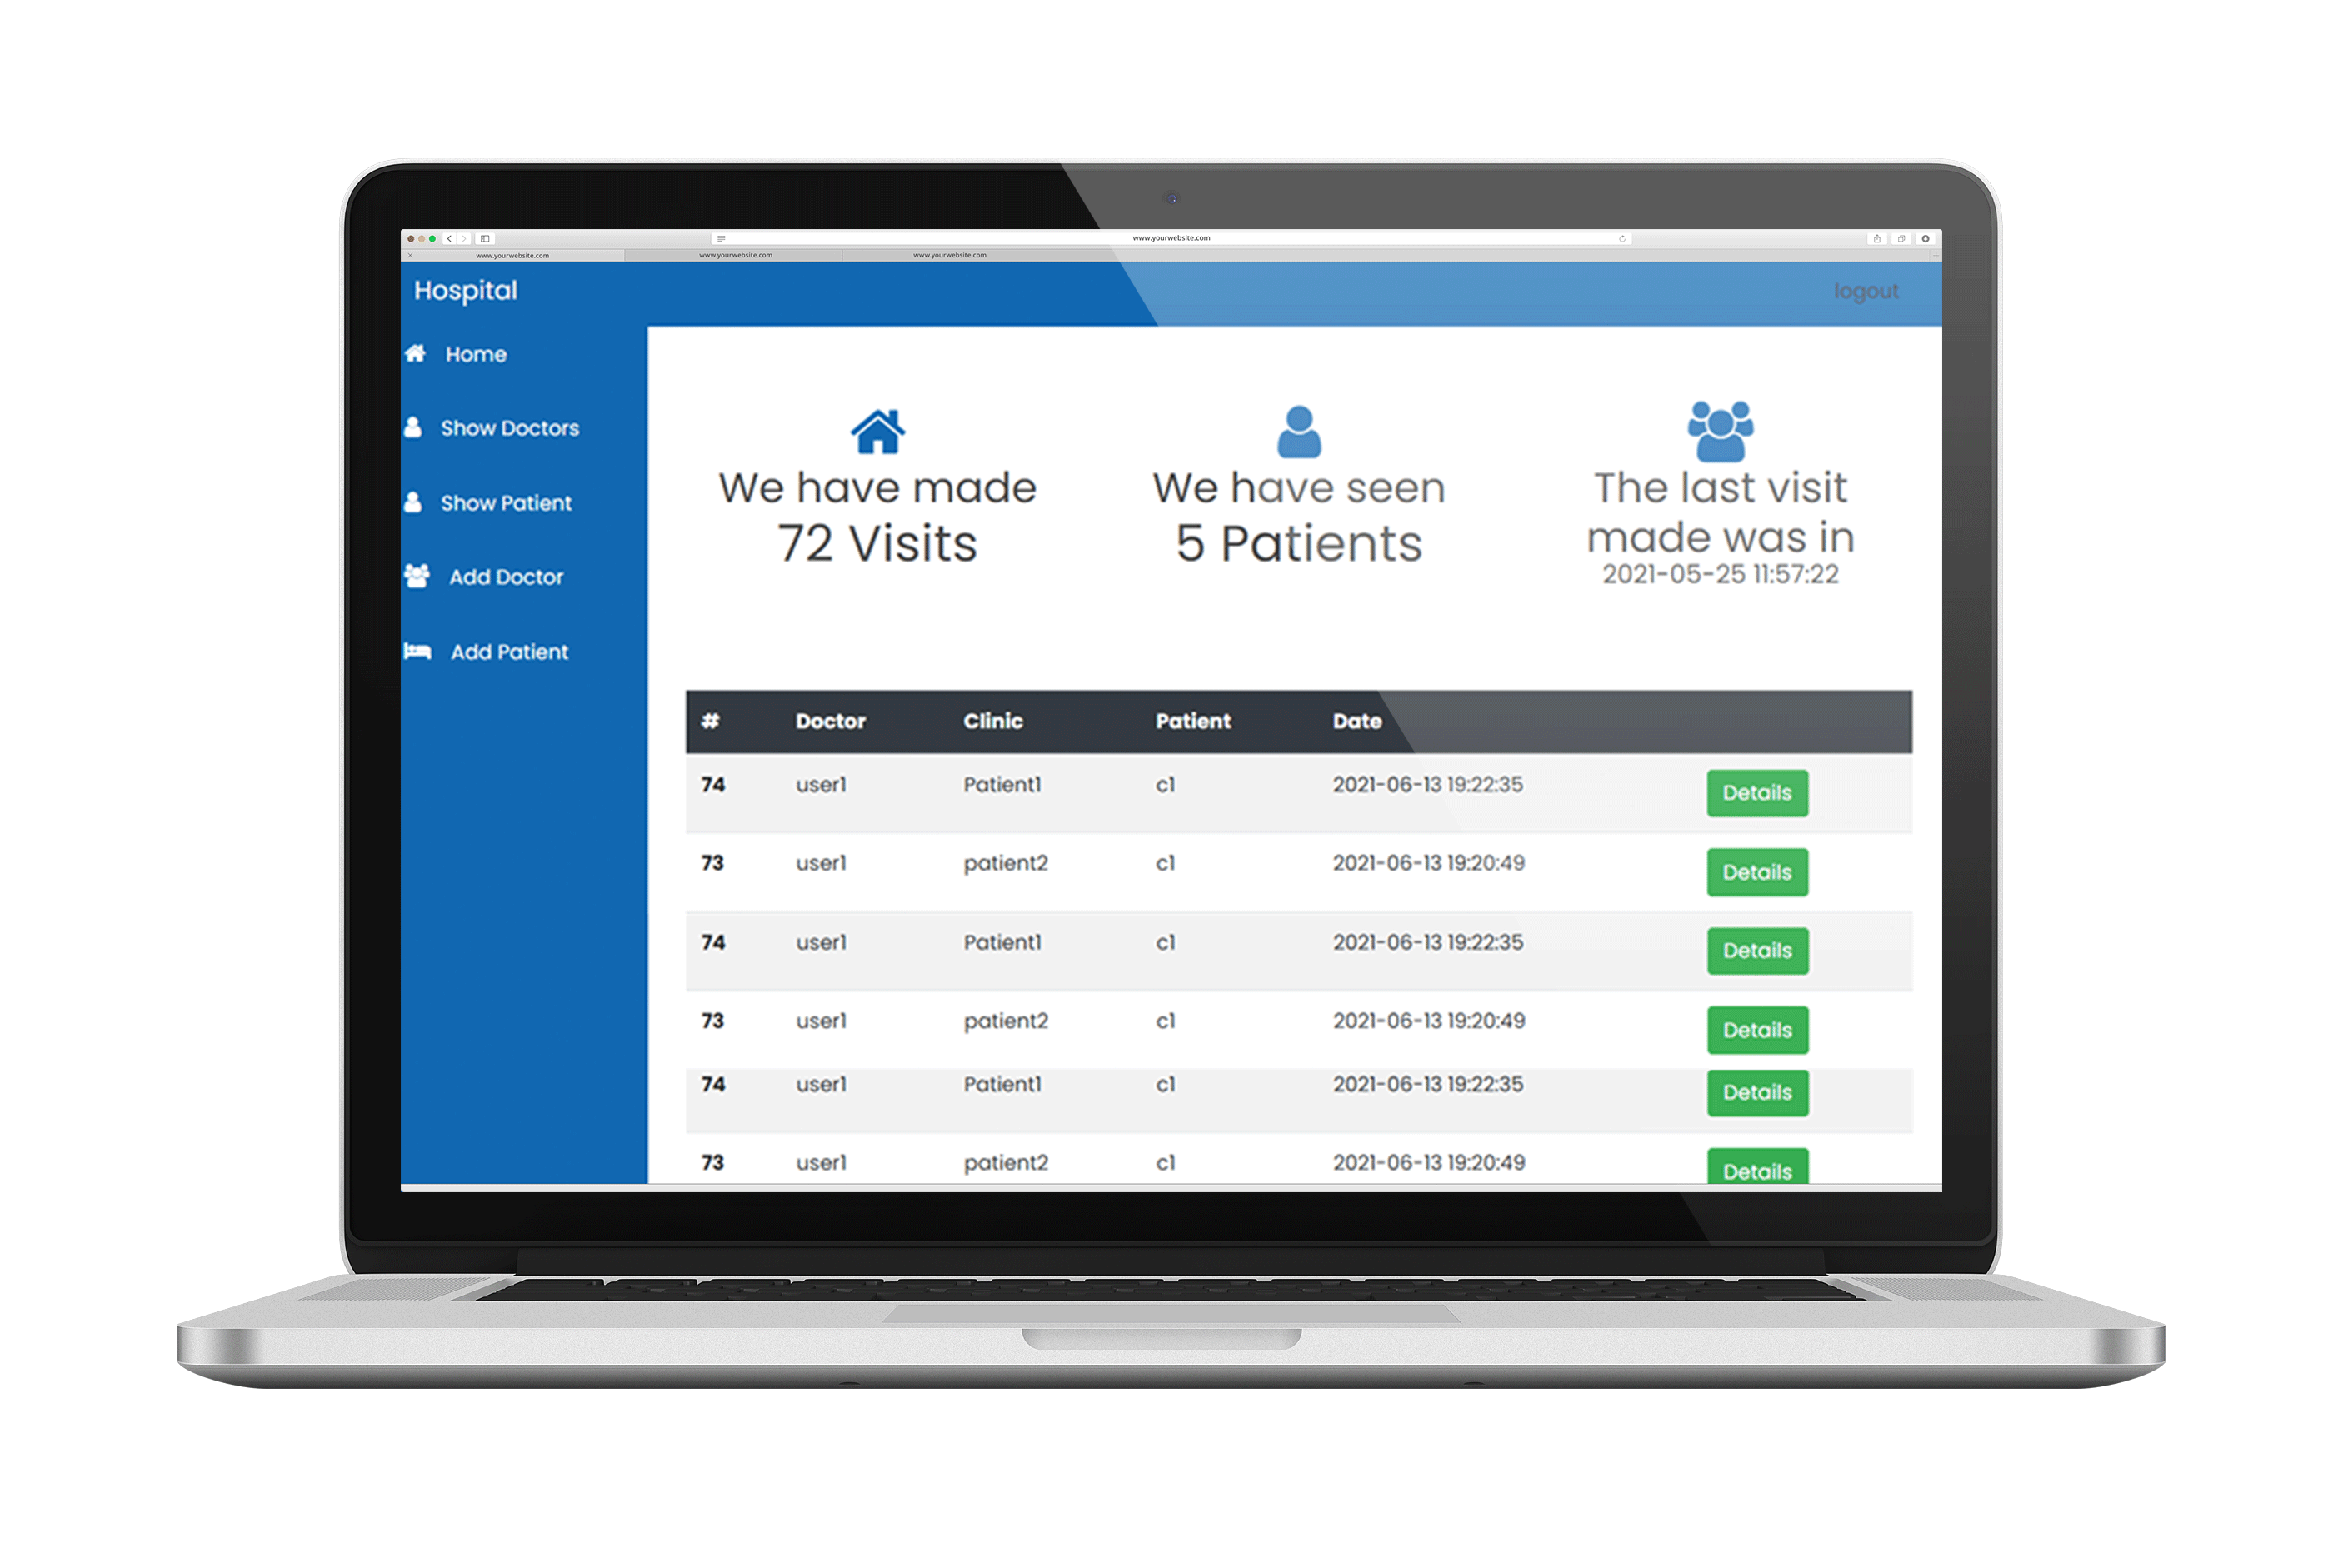 www.yourwebsite.com
www.yourwebsite.com www.yourwebsite.com www.yourwebsite.com
Hospital logout
Home
Show Doctors
Show Patient
Add Doctor
Add Patient
We have made
72 Visits
We have seen
5 Patients
The last visit
made was in
2021-05-25 11:57:22
# Doctor Clinic Patient Date
74 user1 Patient1 c1 2021-06-13 19:22:35 Details
73 user1 patient2 c1 2021-06-13 19:20:49 Details
74 user1 Patient1 c1 2021-06-13 19:22:35 Details
73 user1 patient2 c1 2021-06-13 19:20:49 Details
74 user1 Patient1 c1 2021-06-13 19:22:35 Details
73 user1 patient2 c1 2021-06-13 19:20:49 Details